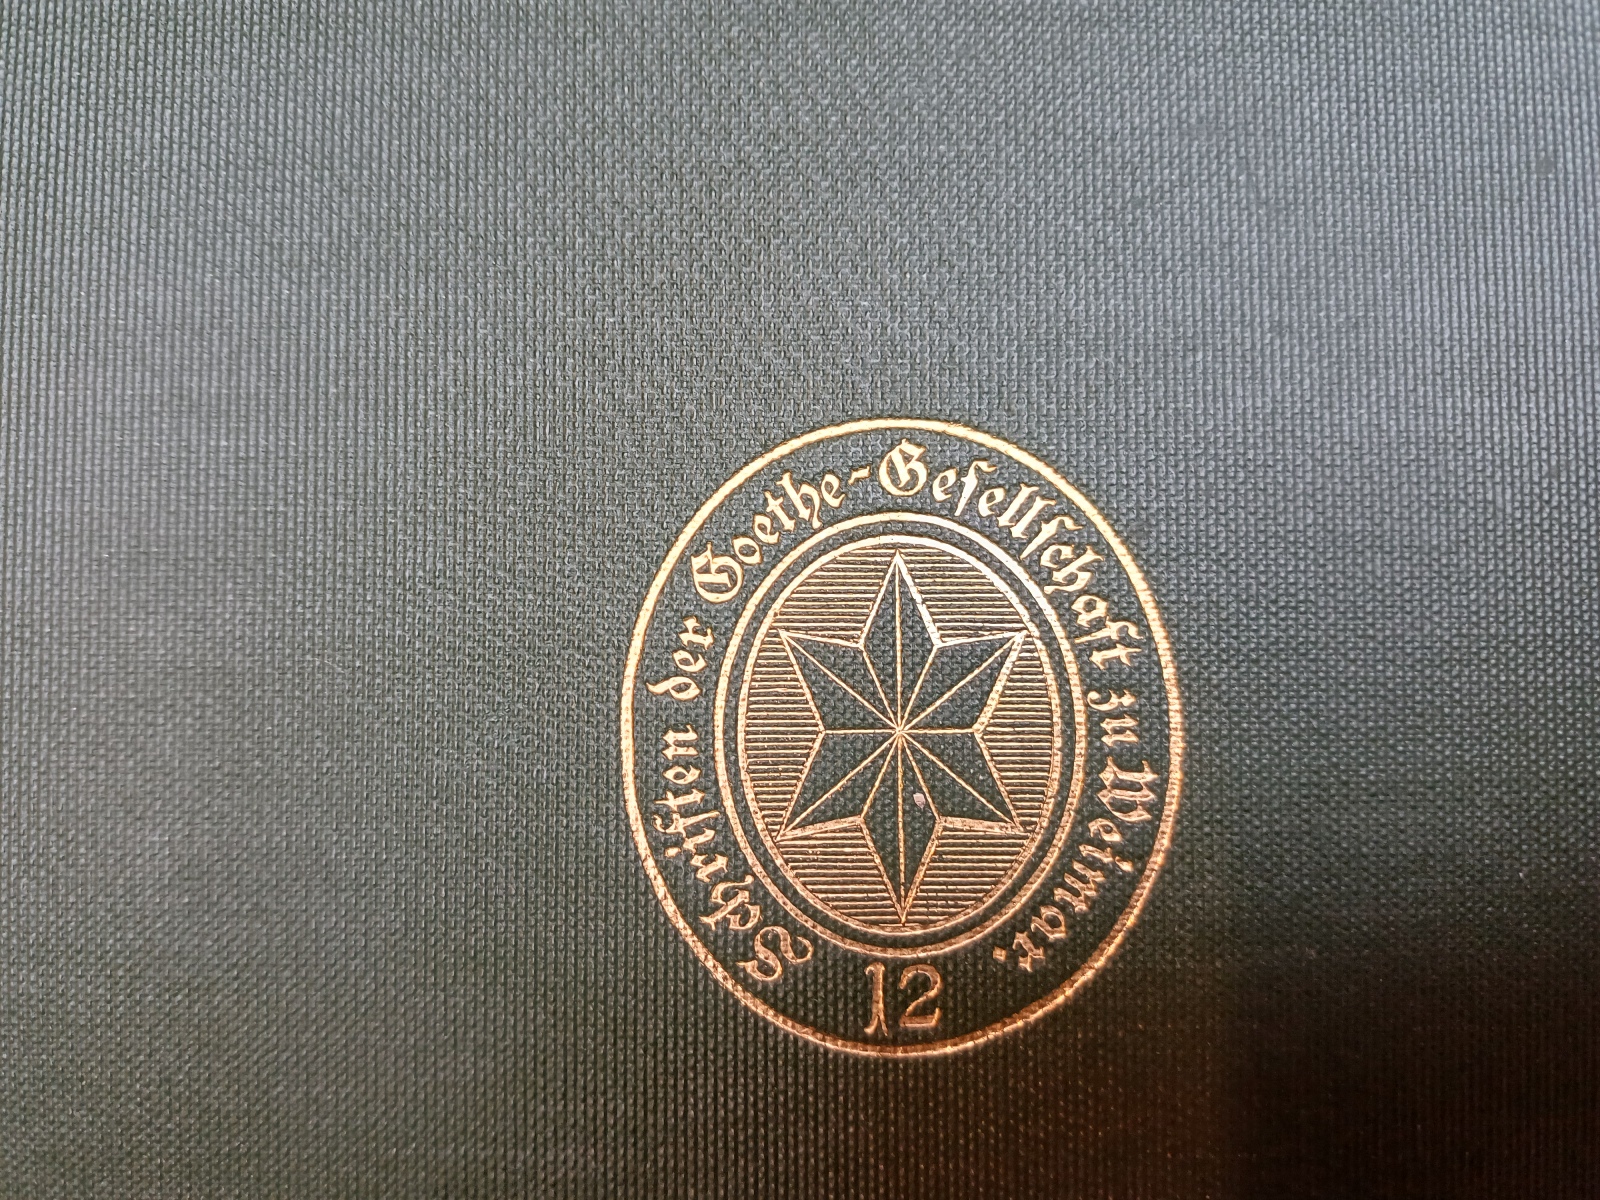 Schriften der Goethe-Geſellſchaft zu Weimar.
12